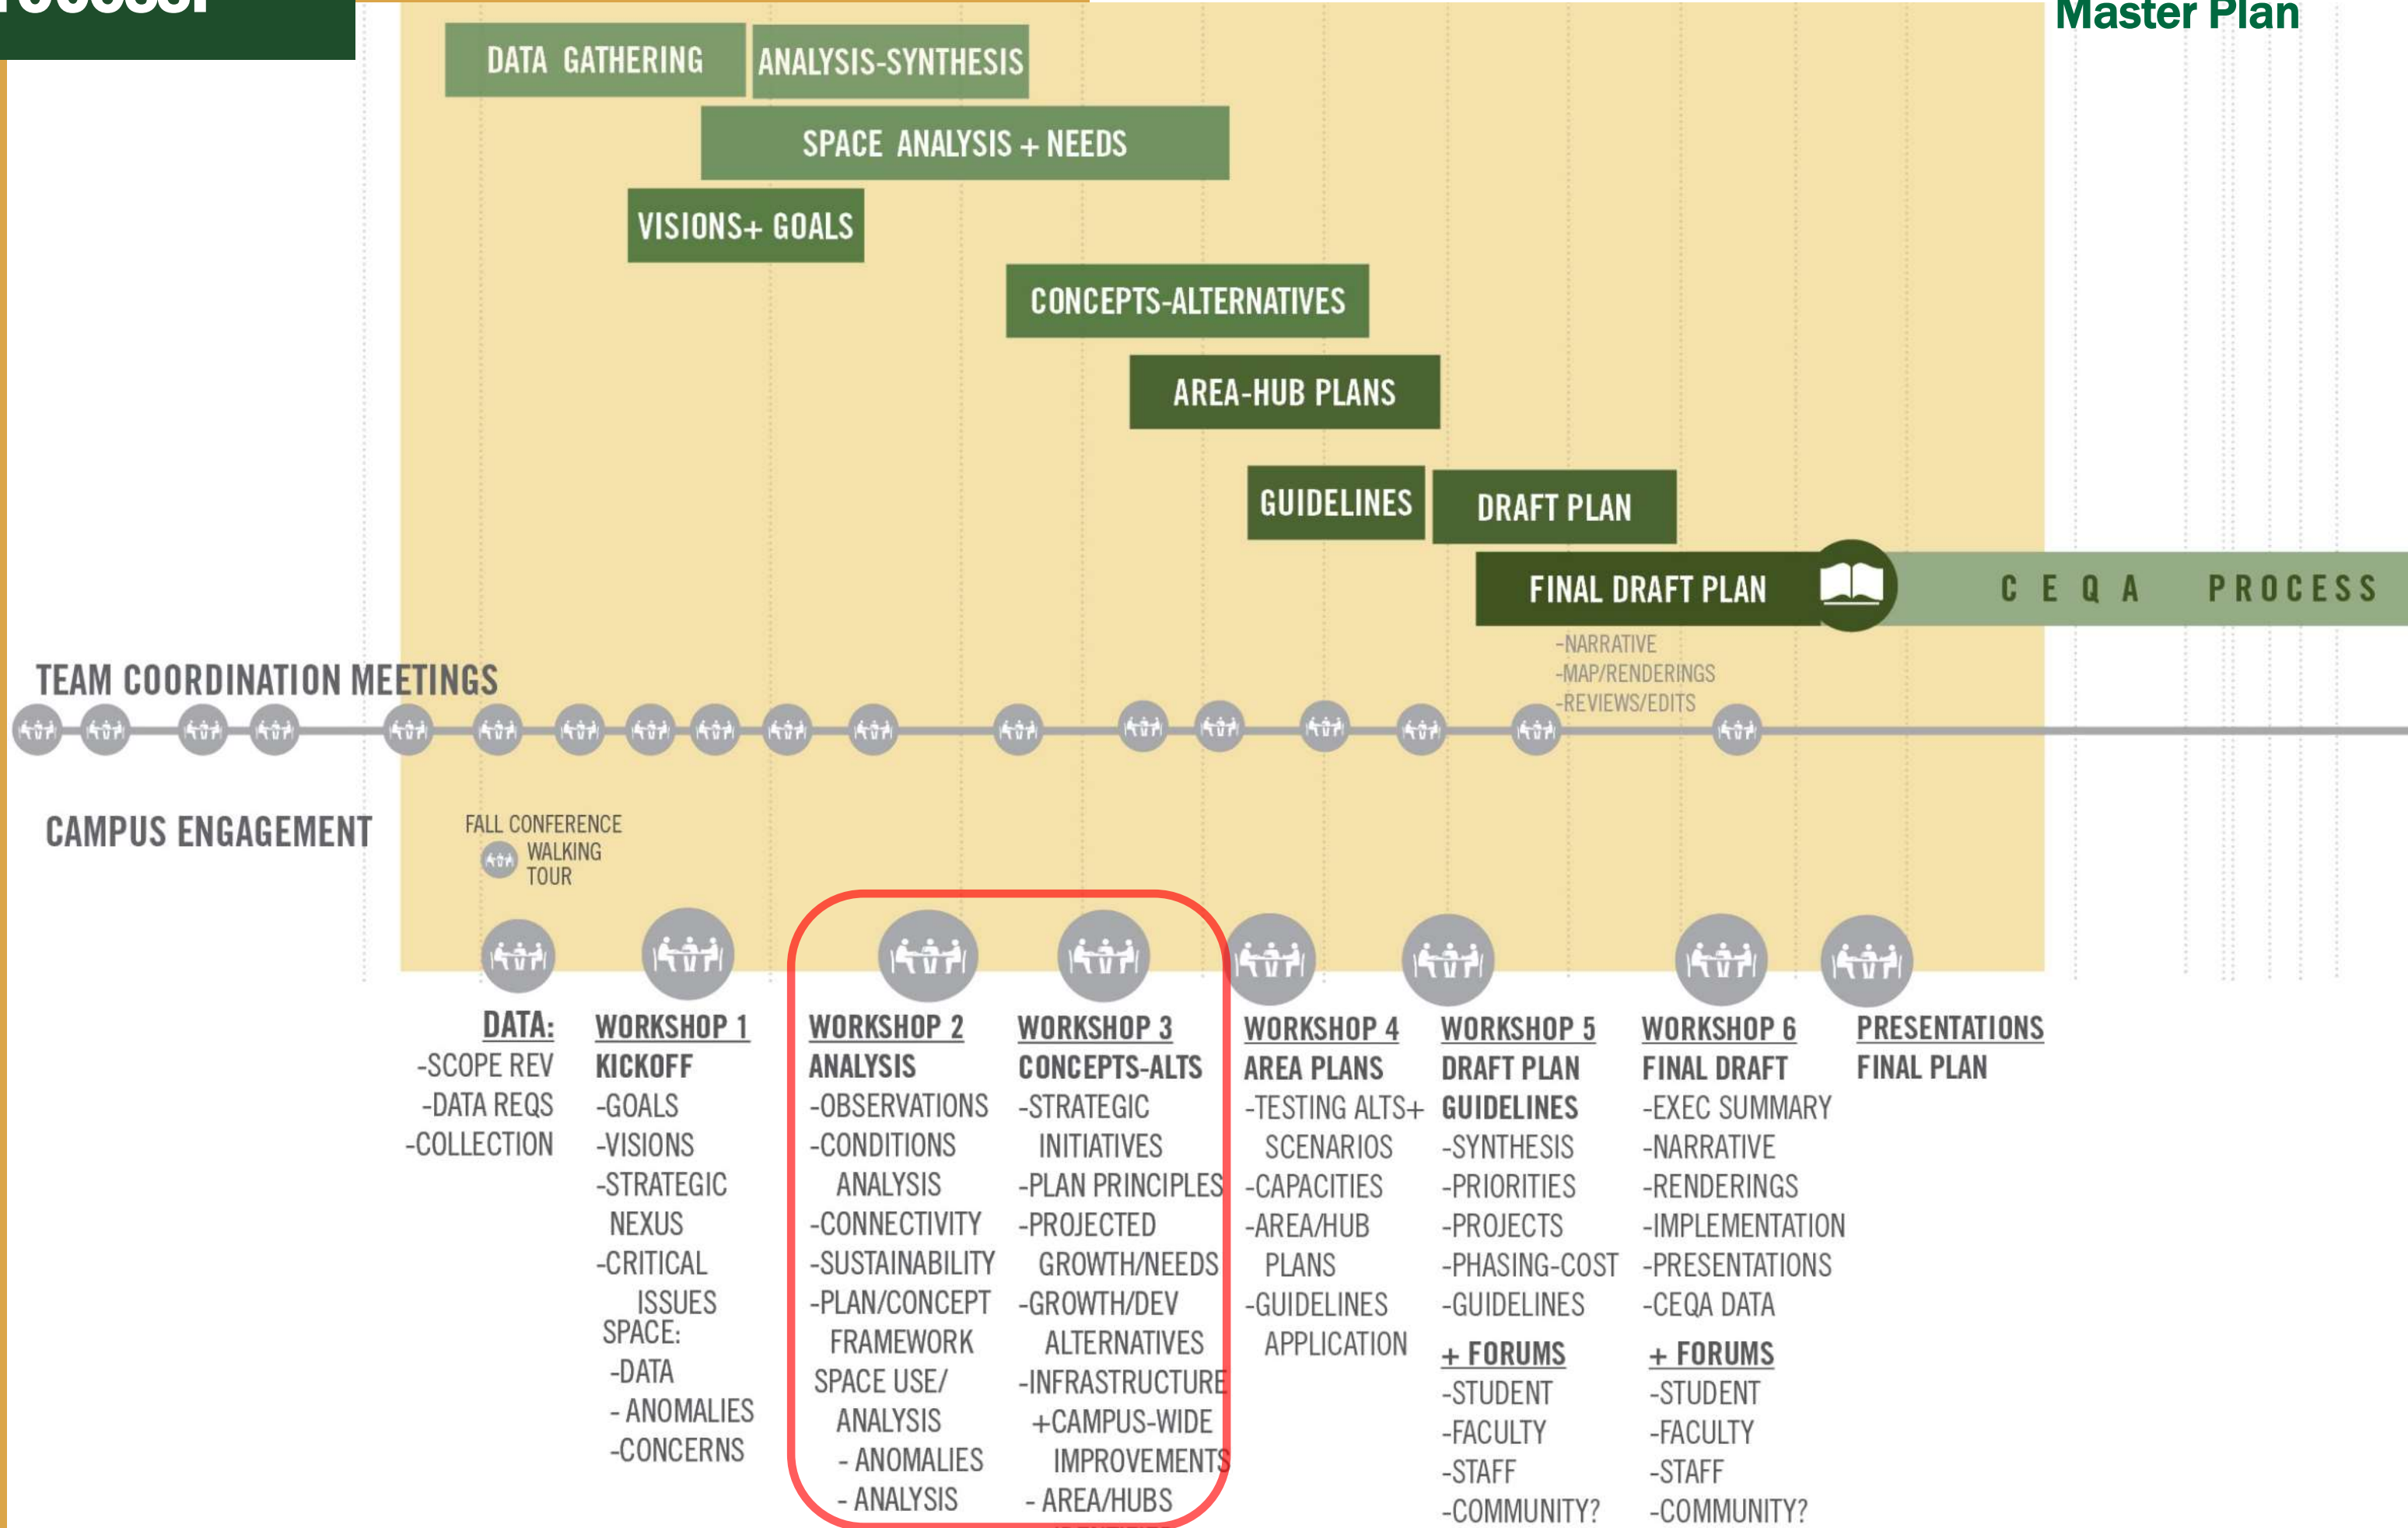 Master Plan
DATA GATHERING
ANALYSIS-SYNTHESIS
SPACE ANALYSIS + NEEDS
VISIONS+ GOALS
CONCEPTS-ALTERNATIVES
AREA-HUB PLANS
GUIDELINES
DRAFT PLAN
FINAL DRAFT PLAN
CEQA PROCESS
-NARRATIVE
-MAP/RENDERINGS
-REVIEWS/EDITS
TEAM COORDINATION MEETINGS
CAMPUS ENGAGEMENT
FALL CONFERENCE
WALKING
TOUR
DATA:
-SCOPE REV
-DATA REQS
-COLLECTION
WORKSHOP 1
KICKOFF
-GOALS
-VISIONS
-STRATEGIC
NEXUS
-CRITICAL
ISSUES
SPACE:
-DATA
- ANOMALIES
-CONCERNS
WORKSHOP 2
ANALYSIS
-OBSERVATIONS
-CONDITIONS
ANALYSIS
-CONNECTIVITY
-SUSTAINABILITY
-PLAN/CONCEPT
FRAMEWORK
SPACE USE/
ANALYSIS
- ANOMALIES
- ANALYSIS
WORKSHOP 3
CONCEPTS-ALTS
-STRATEGIC
INITIATIVES
-PLAN PRINCIPLES
-PROJECTED
GROWTH/NEEDS
-GROWTH/DEV
ALTERNATIVES
-INFRASTRUCTURE
+CAMPUS-WIDE
IMPROVEMENTS
- AREA/HUBS
WORKSHOP 4
AREA PLANS
-TESTING ALTS+
SCENARIOS
-CAPACITIES
-AREA/HUB
PLANS
-GUIDELINES
APPLICATION
WORKSHOP 5
DRAFT PLAN
GUIDELINES
-SYNTHESIS
-PRIORITIES
-PROJECTS
-PHASING-COST
-GUIDELINES
+ FORUMS
-STUDENT
-FACULTY
-STAFF
-COMMUNITY?
WORKSHOP 6
FINAL DRAFT
-EXEC SUMMARY
-NARRATIVE
-RENDERINGS
-IMPLEMENTATION
-PRESENTATIONS
-CEQA DATA
+ FORUMS
-STUDENT
-FACULTY
-STAFF
-COMMUNITY?
PRESENTATIONS
FINAL PLAN